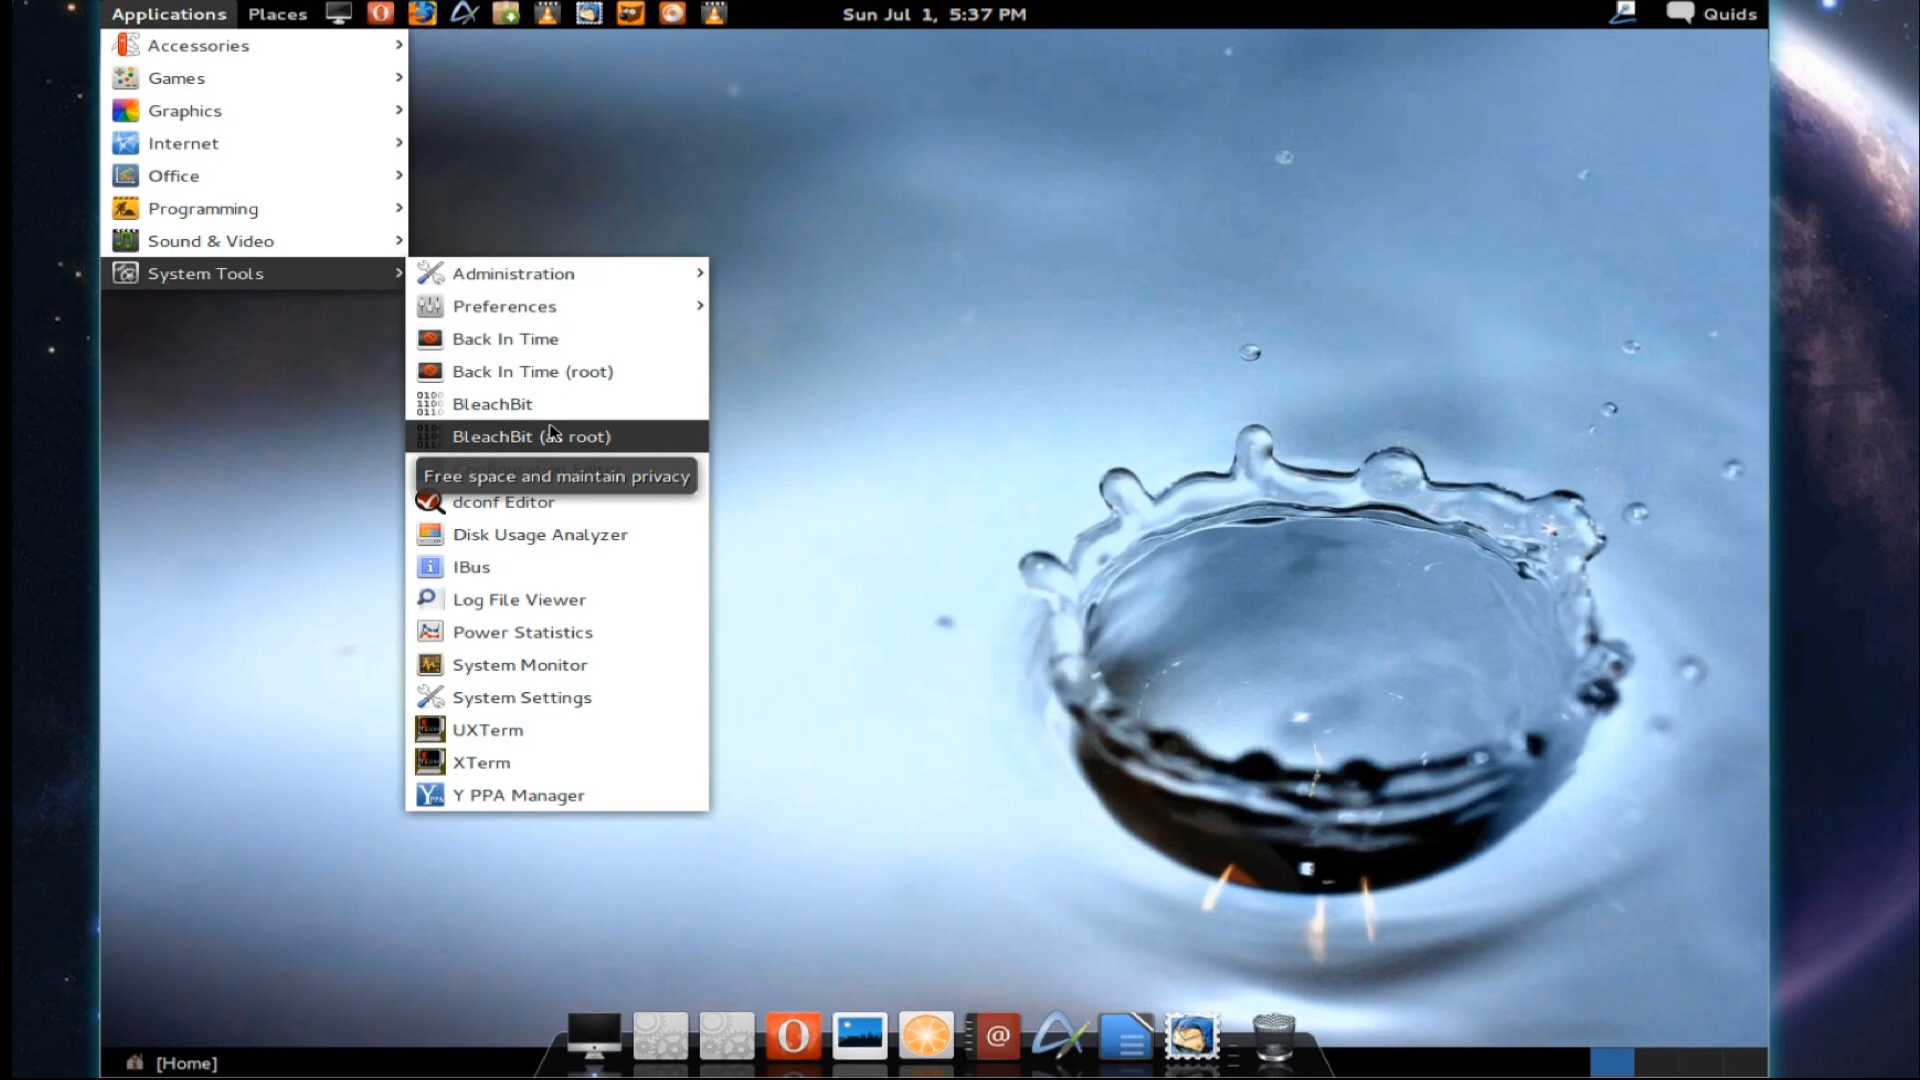 Applications Places Sun Jul 1, 5:37 PM Quids
Accessories
Games
Graphics
Internet
Office
Programming
Sound & Video
System Tools
Administration
Preferences
Back In Time
Back In Time (root)
BleachBit
BleachBit (as root)
Free space and maintain privacy
dconf Editor
Disk Usage Analyzer
IBus
Log File Viewer
Power Statistics
System Monitor
System Settings
UXTerm
XTerm
Y PPA Manager
[Home]